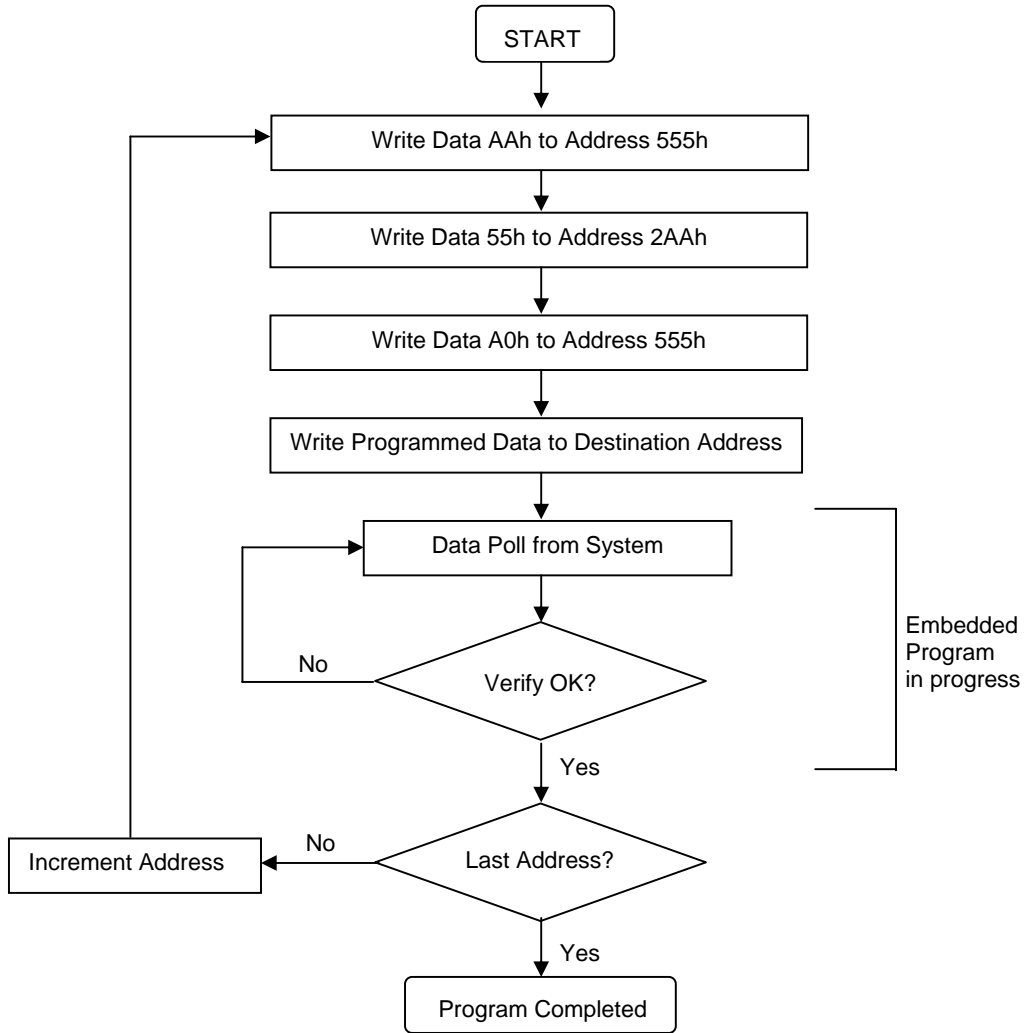 START
Write Data AAh to Address 555h
Write Data 55h to Address 2AAh
Write Data A0h to Address 555h
Write Programmed Data to Destination Address
Data Poll from System
Embedded
Program
in progress
No
Verify OK?
Yes
Increment Address
No
Last Address?
Yes
Program Completed